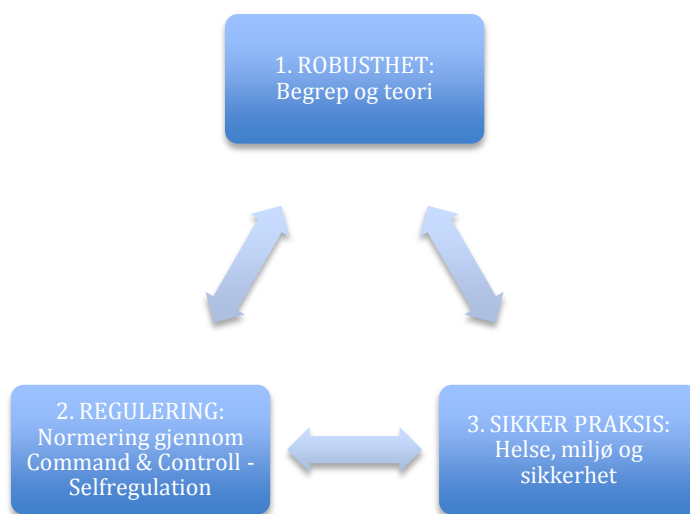 1. ROBUSTHET:
Begrep og teori
2. REGULERING:
Normering gjennom
Command & Controll -
Selfregulation
3. SIKKER PRAKSIS:
Helse, miljø og
sikkerhet